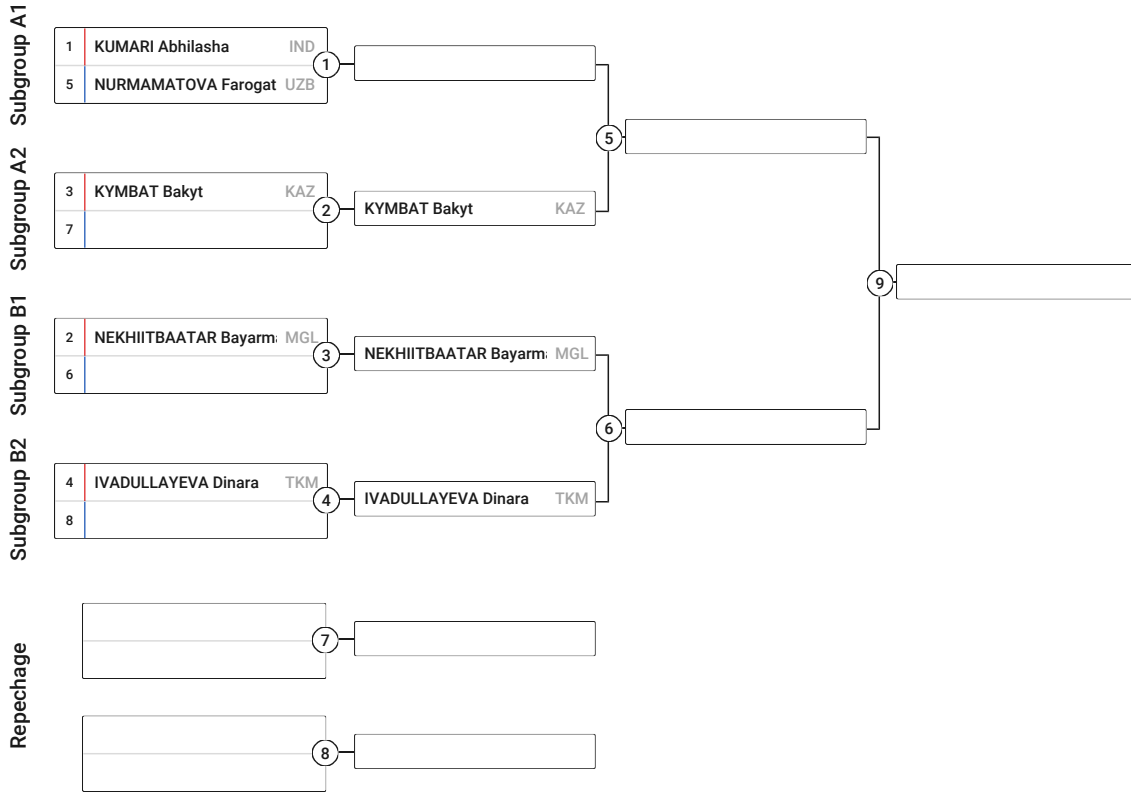 Subgroup A1
1 KUMARI Abhilasha IND
5 NURMAMATOVA Farogat UZB
1
5
Subgroup A2
3 KYMBAT Bakyt KAZ
7
2
KYMBAT Bakyt KAZ
9
Subgroup B1
2 NEKHIITBAATAR Bayarma MGL
6
3
NEKHIITBAATAR Bayarma MGL
6
Subgroup B2
4 IVADULLAYEVA Dinara TKM
8
4
IVADULLAYEVA Dinara TKM
Repechage
7
8